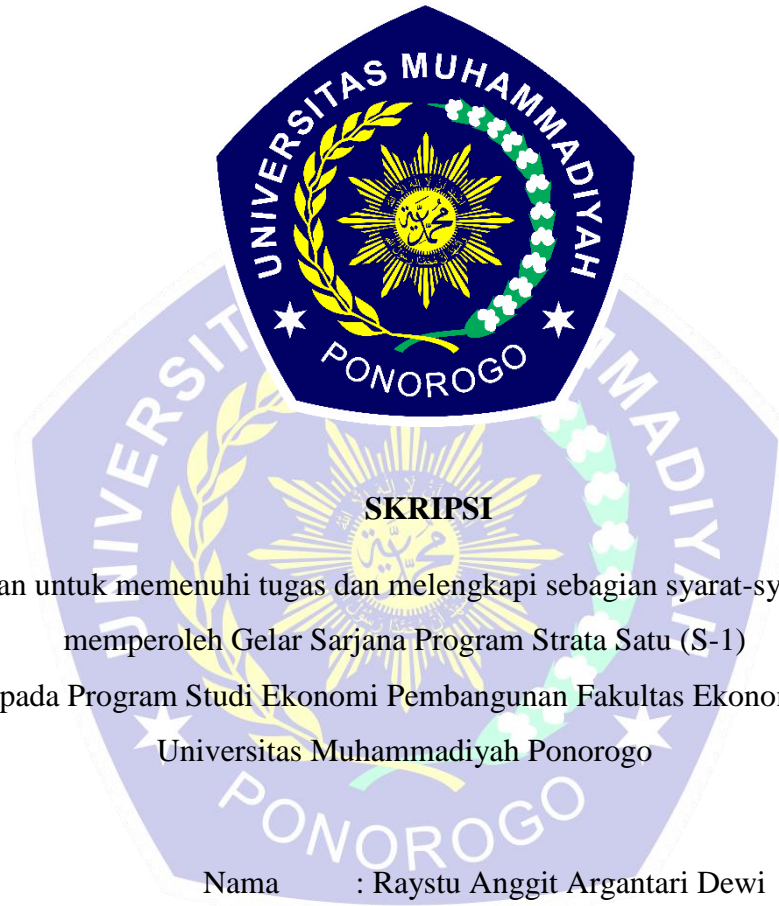 UNIVERSITAS MUHAMMADIYAH
PONOROGO
SKRIPSI
an untuk memenuhi tugas dan melengkapi sebagian syarat-sy
memperoleh Gelar Sarjana Program Strata Satu (S-1)
pada Program Studi Ekonomi Pembangunan Fakultas Ekono
Universitas Muhammadiyah Ponorogo
Nama : Raystu Anggit Argantari Dewi